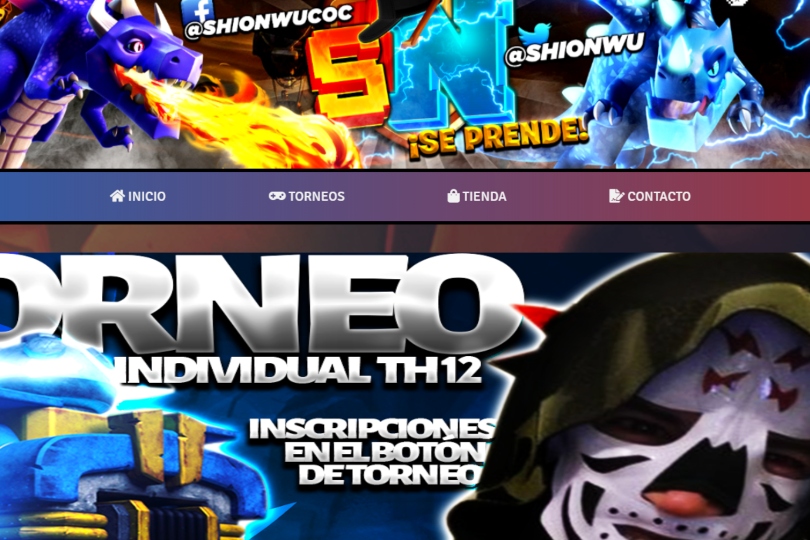 @SHIONWUCOC
SN
@SHIONWU
¡SE PRENDE!
INICIO
TORNEOS
TIENDA
CONTACTO
ORNEO
INDIVIDUAL TH12
INSCRIPCIONES
EN EL BOTÓN
DE TORNEO